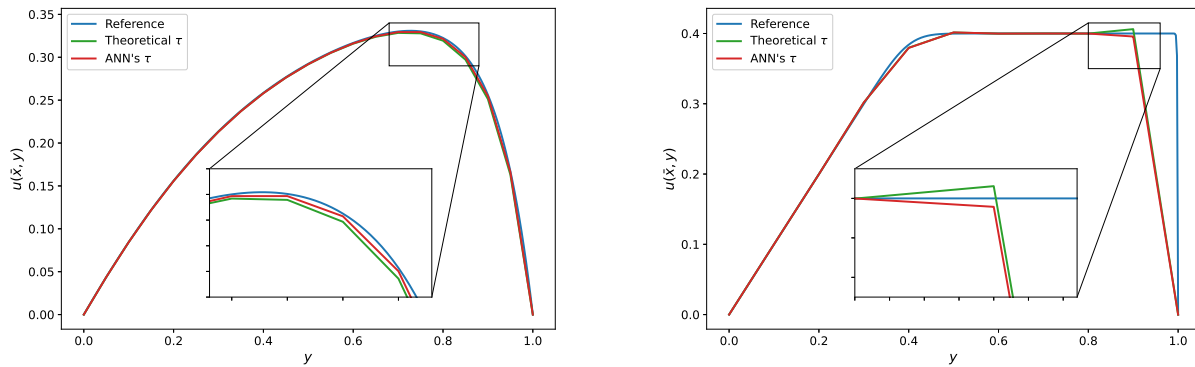 0.35
0.30
0.25
0.20
0.15
0.10
0.05
0.00
u(x̄, y)
Reference
Theoretical τ
ANN's τ
0.0 0.2 0.4 0.6 0.8 1.0
y
0.4
0.3
0.2
0.1
0.0
u(x̄, y)
Reference
Theoretical τ
ANN's τ
0.0 0.2 0.4 0.6 0.8 1.0
y